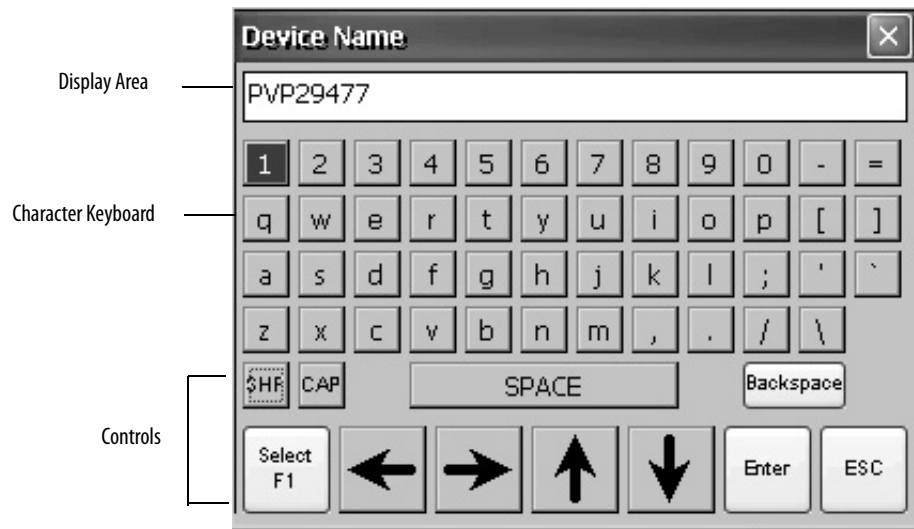 Device Name
Display Area
PVP29477
1 2 3 4 5 6 7 8 9 0 - =
Character Keyboard
q w e r t y u i o p [ ]
a s d f g h j k l ; ' `
z x c v b n m , . / \
SHF CAP SPACE Backspace
Controls
Select F1 Enter ESC